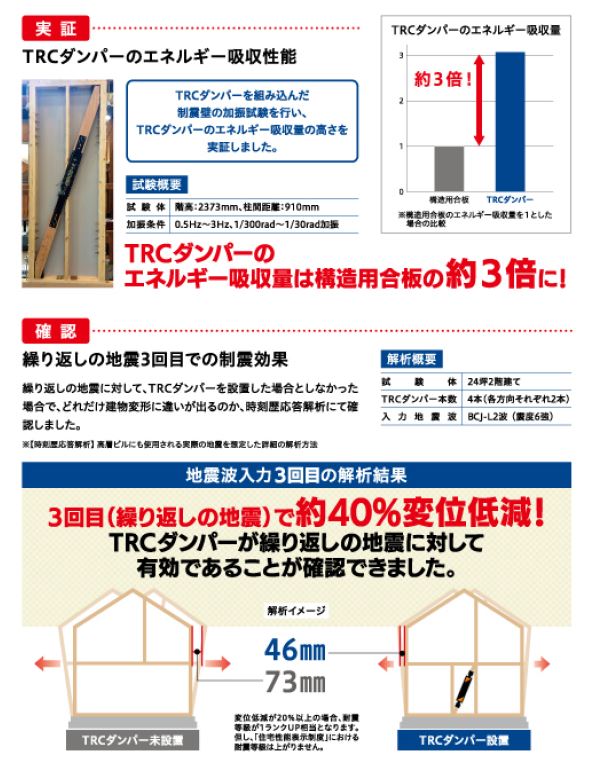 実証
TRCダンパーのエネルギー吸収性能
TRCダンパーを組み込んだ
制震壁の加振試験を行い、
TRCダンパーのエネルギー吸収量の高さを
実証しました。
試験概要
試験体 階高：2373mm、柱間距離：910mm
加振条件 0.5Hz～3Hz、1/300rad～1/30rad加振
TRCダンパーのエネルギー吸収量
3
2
1
0
約3倍！
構造用合板 TRCダンパー
※構造用合板のエネルギー吸収量を1とした
場合の比較
TRCダンパーの
エネルギー吸収量は構造用合板の約3倍に！
確認
繰り返しの地震3回目での制震効果
繰り返しの地震に対して、TRCダンパーを設置した場合としなかった
場合で、どれだけ建物変形に違いが出るのか、時刻歴応答解析にて確
認しました。
※【時刻歴応答解析】高層ビルにも使用される実際の地震を想定した詳細の解析方法
解析概要
試験体 24坪2階建て
TRCダンパー本数 4本（各方向それぞれ2本）
入力地震波 BCJ-L2波（震度6強）
地震波入力3回目の解析結果
3回目（繰り返しの地震）で約40%変位低減！
TRCダンパーが繰り返しの地震に対して
有効であることが確認できました。
解析イメージ
46mm
73mm
変位低減が20%以上の場合、耐震
等級が1ランクUP相当となります。
但し、「住宅性能表示制度」における
耐震等級は上がりません。
TRCダンパー未設置
TRCダンパー設置